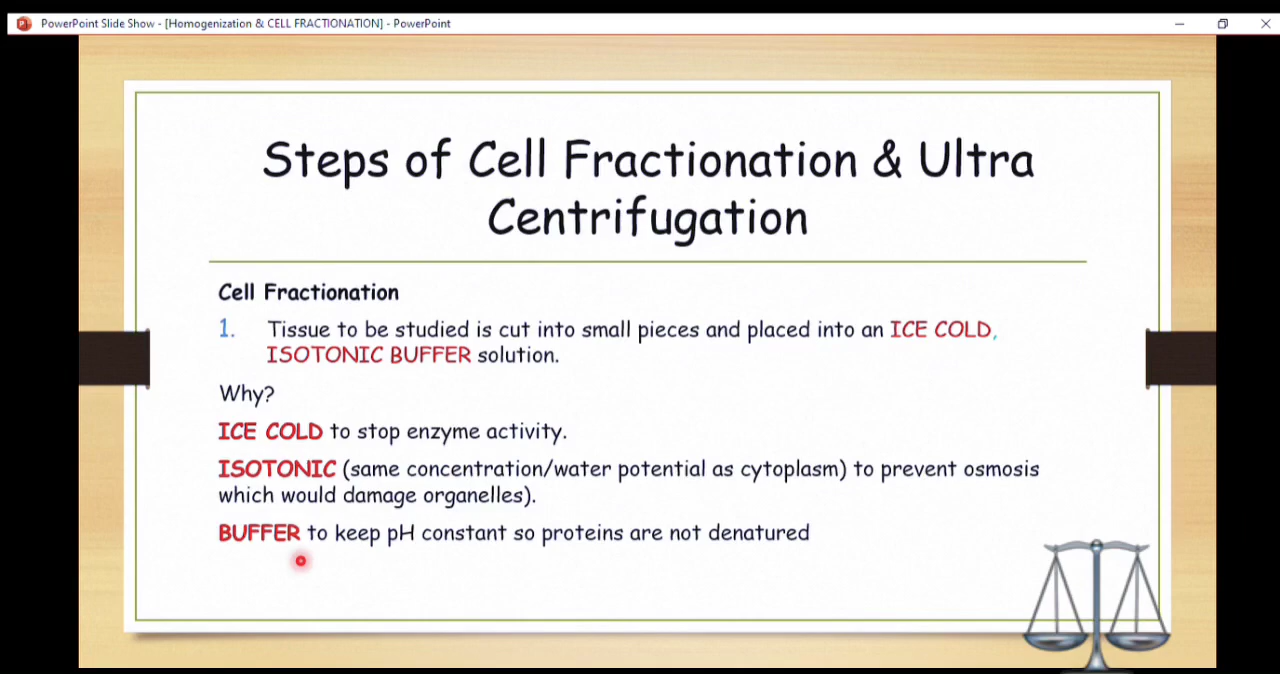 PowerPoint Slide Show - [Homogenization & CELL FRACTIONATION] - PowerPoint
Steps of Cell Fractionation & Ultra
Centrifugation
Cell Fractionation
1. Tissue to be studied is cut into small pieces and placed into an ICE COLD,
ISOTONIC BUFFER solution.
Why?
ICE COLD to stop enzyme activity.
ISOTONIC (same concentration/water potential as cytoplasm) to prevent osmosis
which would damage organelles).
BUFFER to keep pH constant so proteins are not denatured